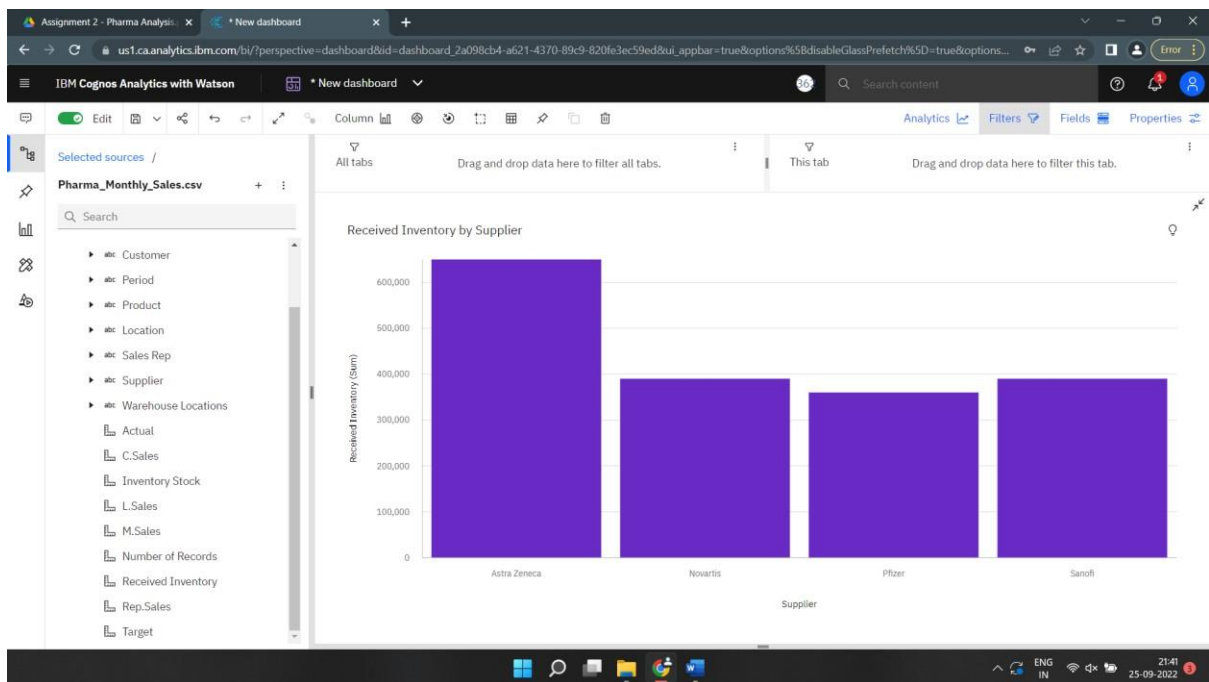 Assignment 2 - Pharma Analysis.
* New dashboard
us1.ca.analytics.ibm.com/bi/?perspective=dashboard&id=dashboard_2a098cb4-a621-4370-89c9-820fe3ec59ed&ui_appbar=true&options%5BdisableGlassPrefetch%5D=true&options...
Error
IBM Cognos Analytics with Watson
* New dashboard
Search content
Edit
Column
Analytics
Filters
Fields
Properties
Selected sources /
All tabs
Drag and drop data here to filter all tabs.
This tab
Drag and drop data here to filter this tab.
Pharma_Monthly_Sales.csv
Search
abc Customer
abc Period
abc Product
abc Location
abc Sales Rep
abc Supplier
abc Warehouse Locations
Actual
C.Sales
Inventory Stock
L.Sales
M.Sales
Number of Records
Received Inventory
Rep.Sales
Target
Received Inventory by Supplier
Received Inventory (Sum)
600,000
500,000
400,000
300,000
200,000
100,000
0
Astra Zeneca
Novartis
Pfizer
Sanofi
Supplier
ENG
IN
21:41
25-09-2022
3